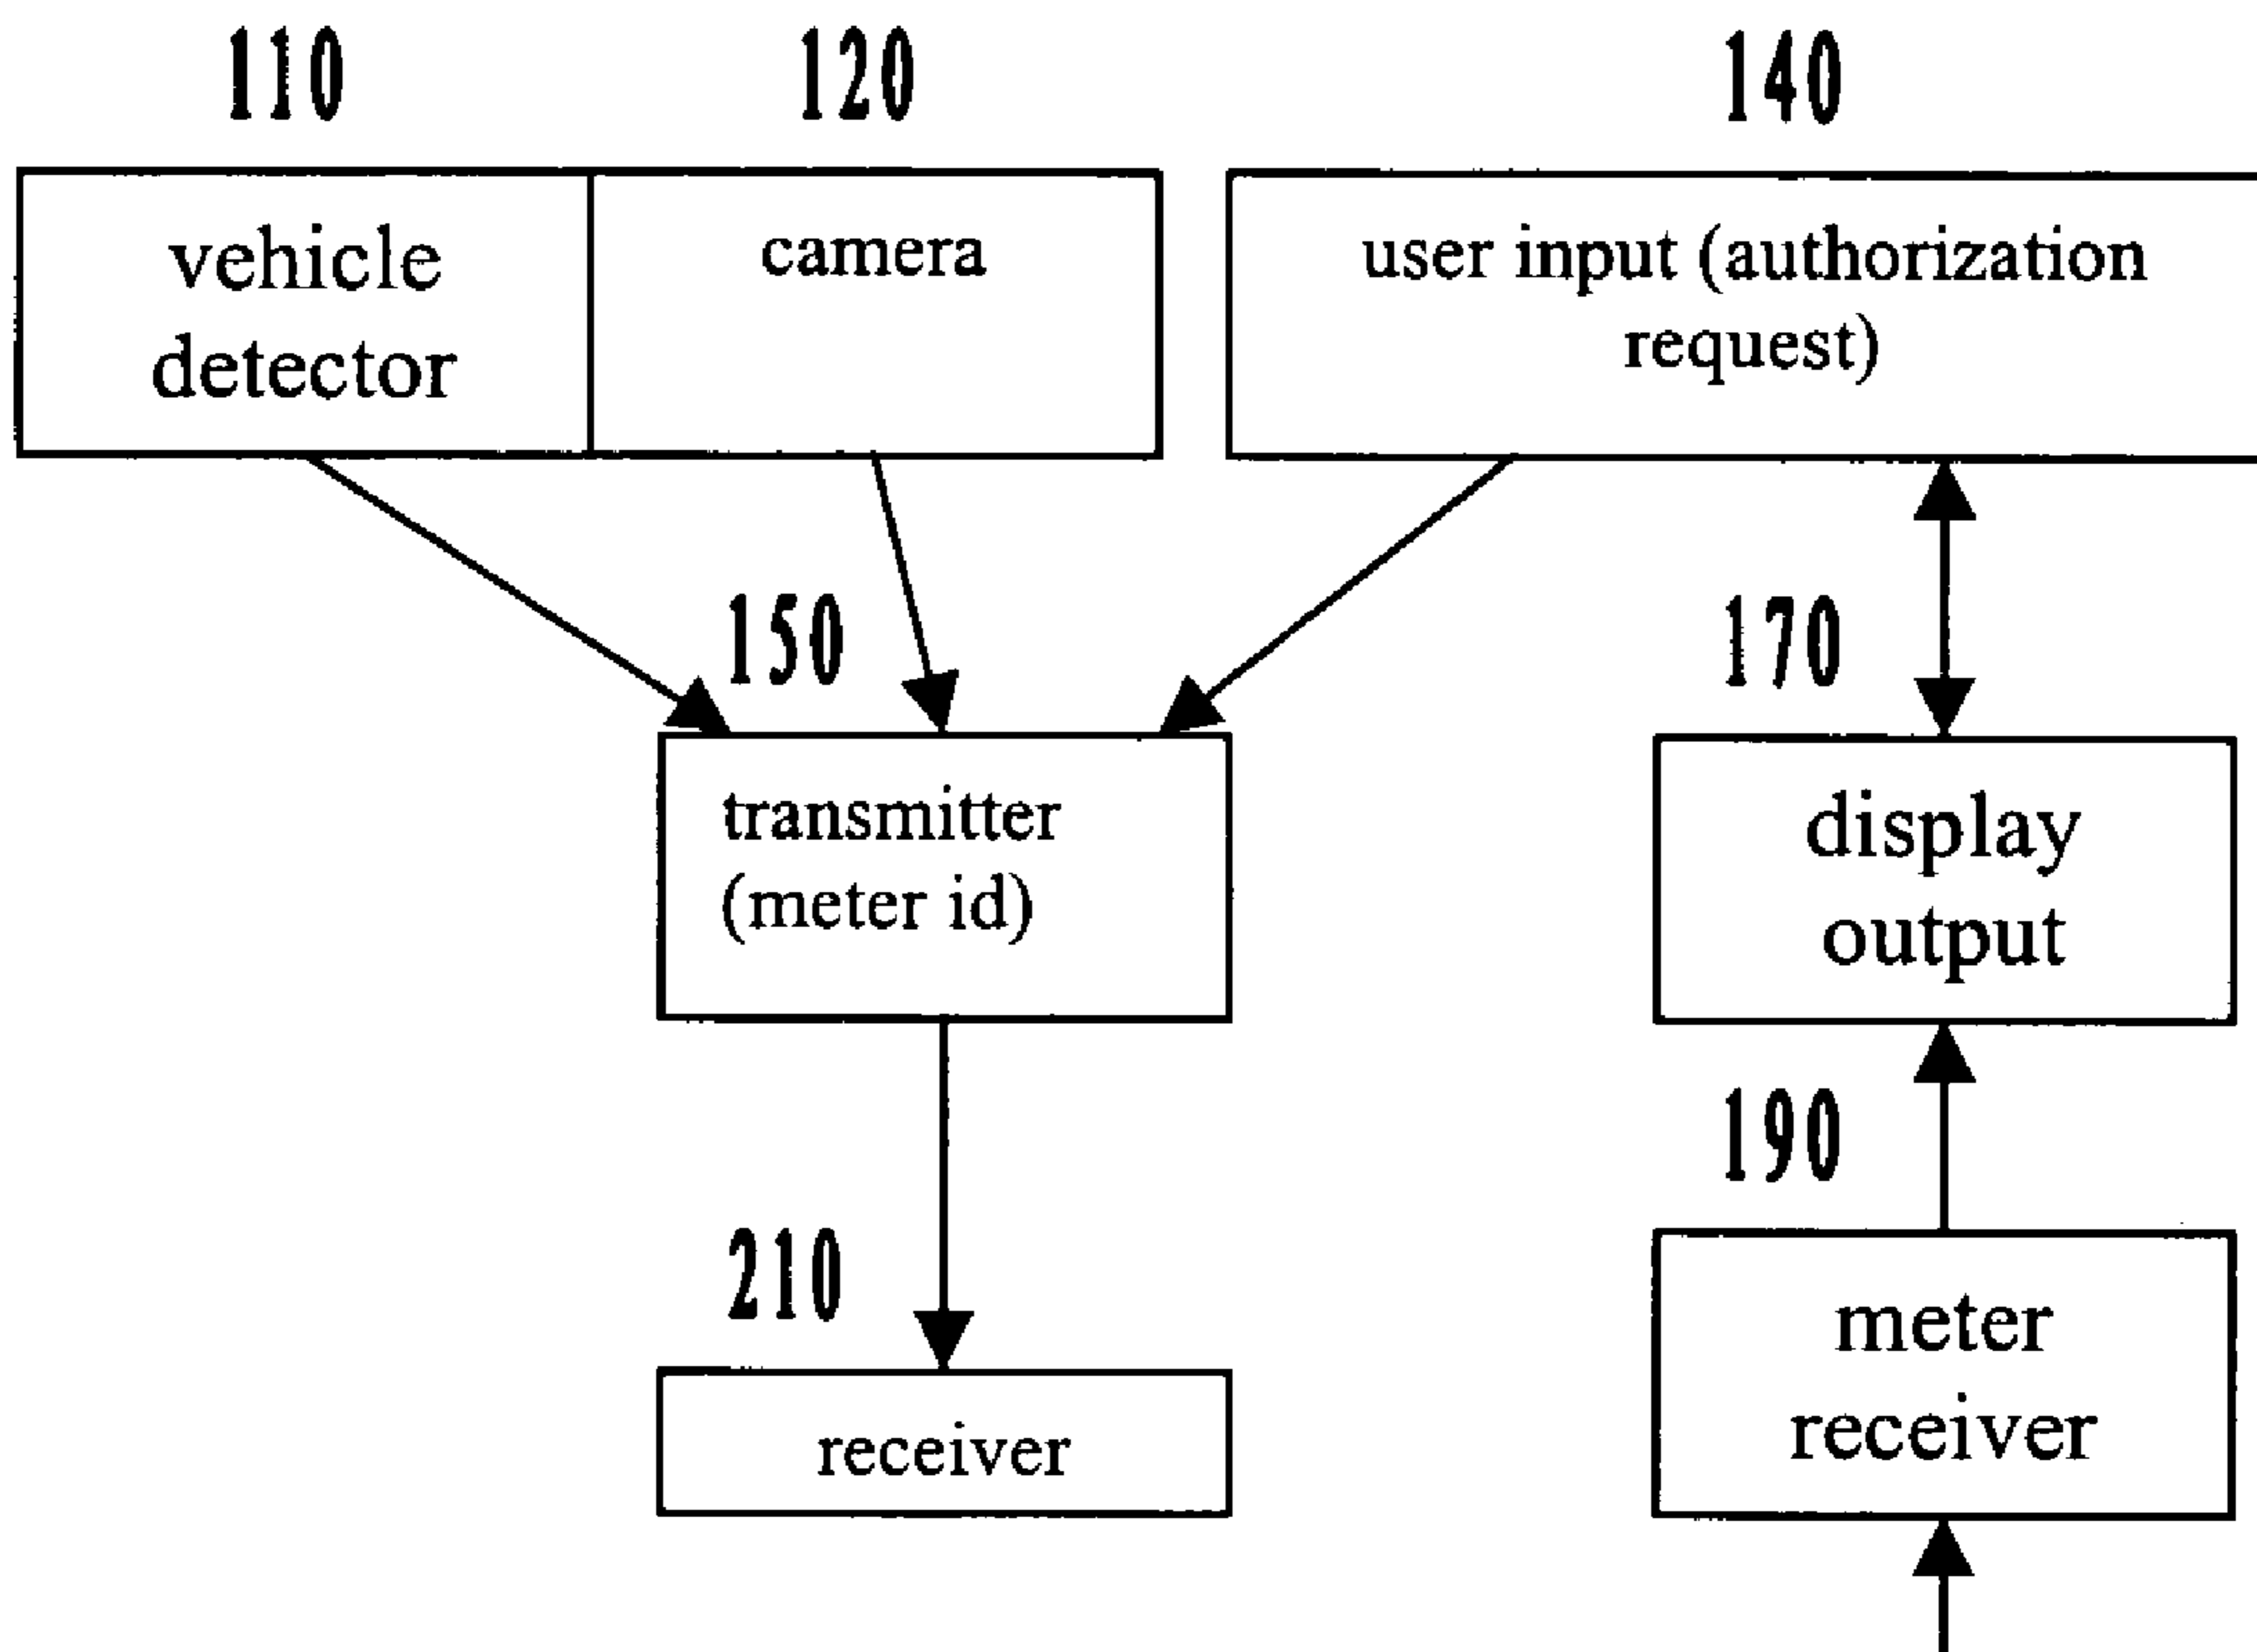 110
120
140
vehicle
detector
camera
user input (authorization
request)
150
170
transmitter
(meter id)
display
output
190
210
meter
receiver
receiver